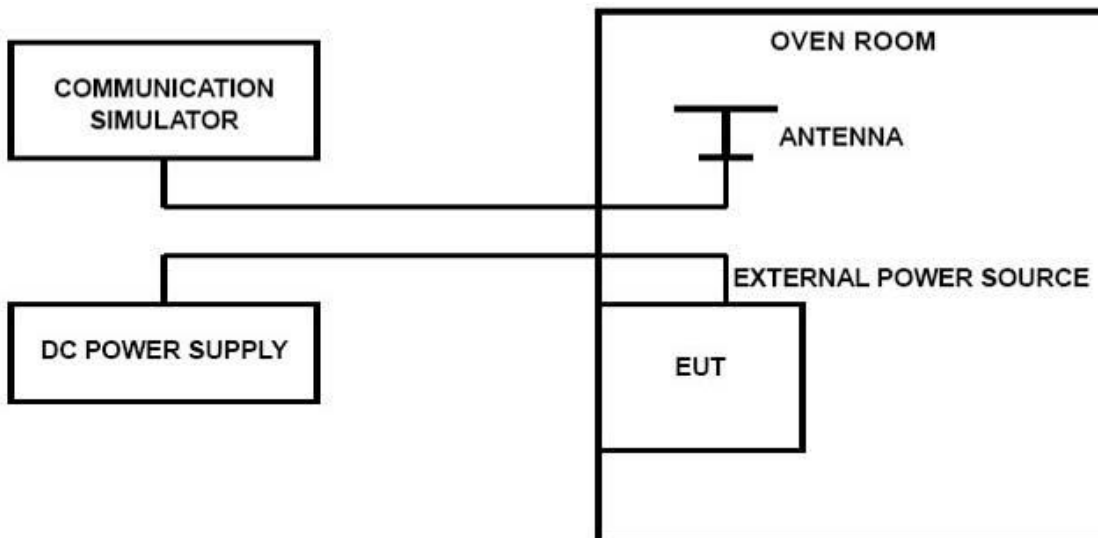 OVEN ROOM
COMMUNICATION
SIMULATOR
ANTENNA
EXTERNAL POWER SOURCE
DC POWER SUPPLY
EUT